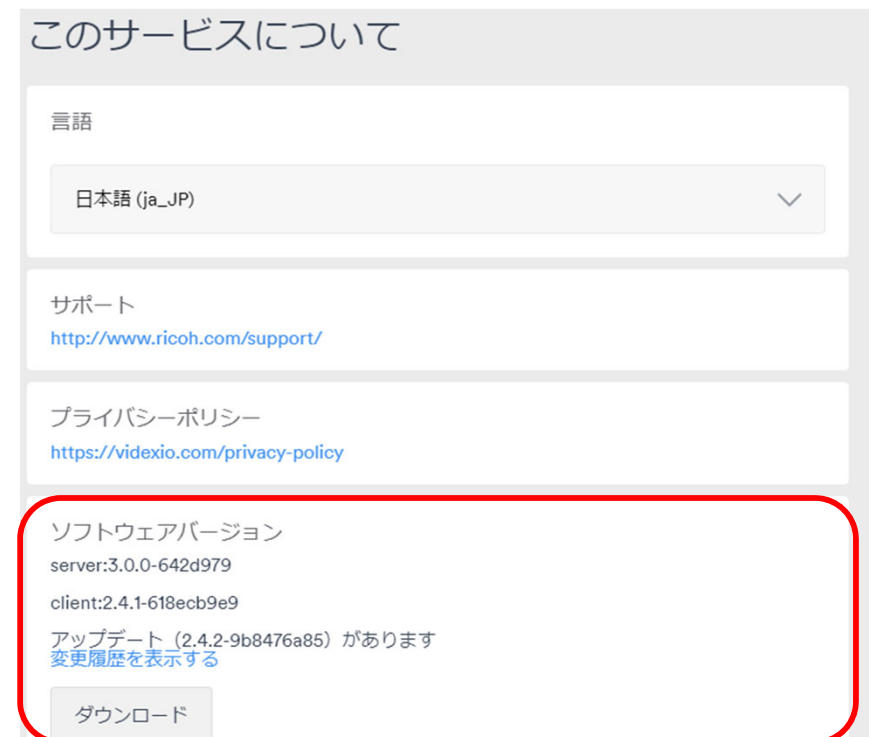 このサービスについて
言語
日本語 (ja_JP)
サポート
http://www.ricoh.com/support/
プライバシーポリシー
https://videxio.com/privacy-policy
ソフトウェアバージョン
server:3.0.0-642d979
client:2.4.1-618ecb9e9
アップデート（2.4.2-9b8476a85）があります
変更履歴を表示する
ダウンロード